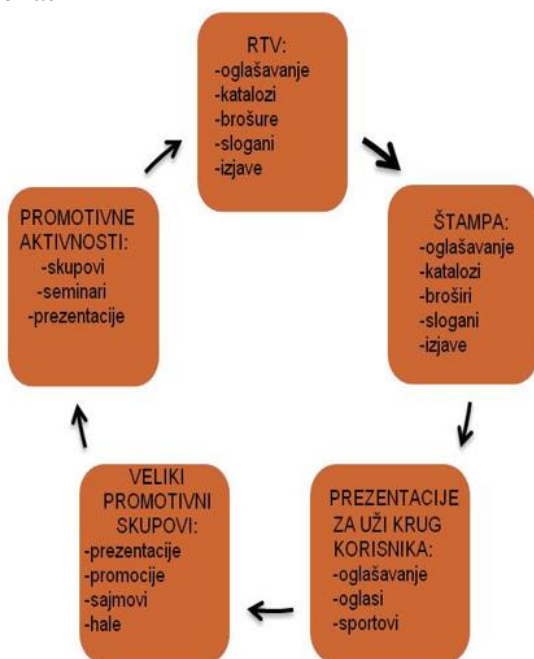 RTV:
-oglašavanje
-katalozi
-brošure
-slogani
-izjave
ŠTAMPA:
-oglašavanje
-katalozi
-broširi
-slogani
-izjave
PREZENTACIJE
ZA UŽI KRUG
KORISNIKA:
-oglašavanje
-oglasi
-sportovi
VELIKI
PROMOTIVNI
SKUPOVI:
-prezentacije
-promocije
-sajmovi
-hale
PROMOTIVNE
AKTIVNOSTI:
-skupovi
-seminari
-prezentacije